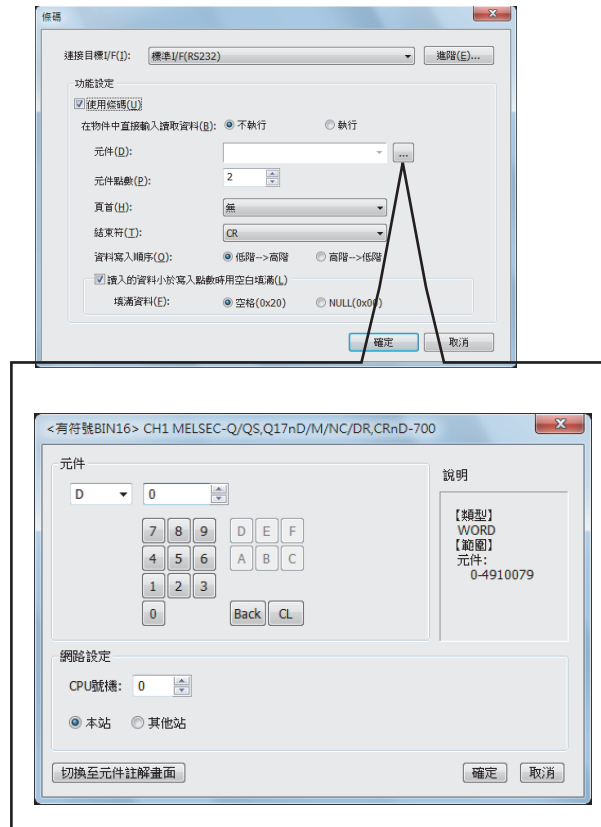 條碼
連接目標I/F(I): 標準I/F(RS232) 進階(E)...
功能設定
使用條碼(U)
在物件中直接輸入讀取資料(B): 不執行 執行
元件(D): ...
元件點數(P): 2
頁首(H): 無
結束符(T): CR
資料寫入順序(O): 低階-->高階 高階-->低階
讀入的資料小於寫入點數時用空白填滿(L)
填滿資料(F): 空格(0x20) NULL(0x00)
確定 取消
<有符號BIN16> CH1 MELSEC-Q/QS,Q17nD/M/NC/DR,CRnD-700
元件
D 0
7 8 9 D E F
4 5 6 A B C
1 2 3
0 Back CL
說明
【類型】
WORD
【範圍】
元件:
0-4910079
網路設定
CPU號機: 0
本站 其他站
切換至元件註解畫面 確定 取消